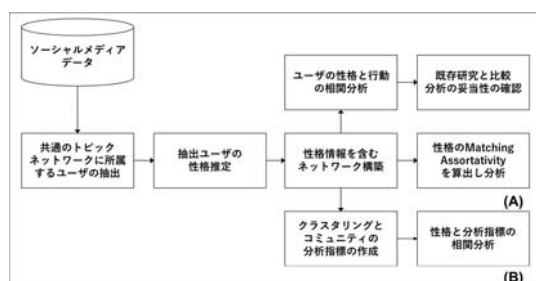 ソーシャルメディア
データ
共通のトピック
ネットワークに所属
するユーザの抽出
抽出ユーザの
性格推定
ユーザの性格と行動
の相関分析
既存研究と比較
分析の妥当性の確認
性格情報を含む
ネットワーク構築
性格のMatching
Assortativity
を算出し分析
(A)
クラスタリングと
コミュニティの
分析指標の作成
性格と分析指標の
相関分析
(B)